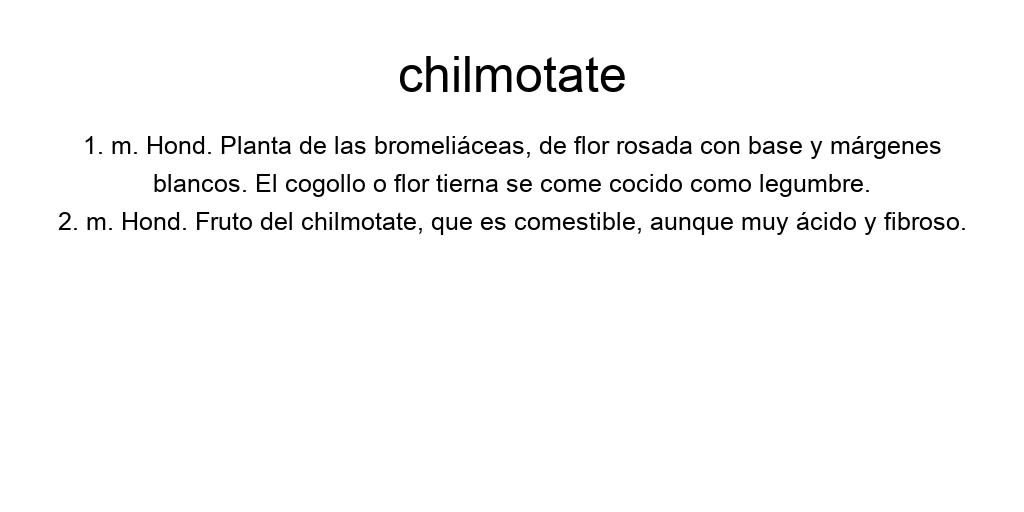 chilmotate
1. m. Hond. Planta de las bromeliáceas, de flor rosada con base y márgenes
blancos. El cogollo o flor tierna se come cocido como legumbre.
2. m. Hond. Fruto del chilmotate, que es comestible, aunque muy ácido y fibroso.